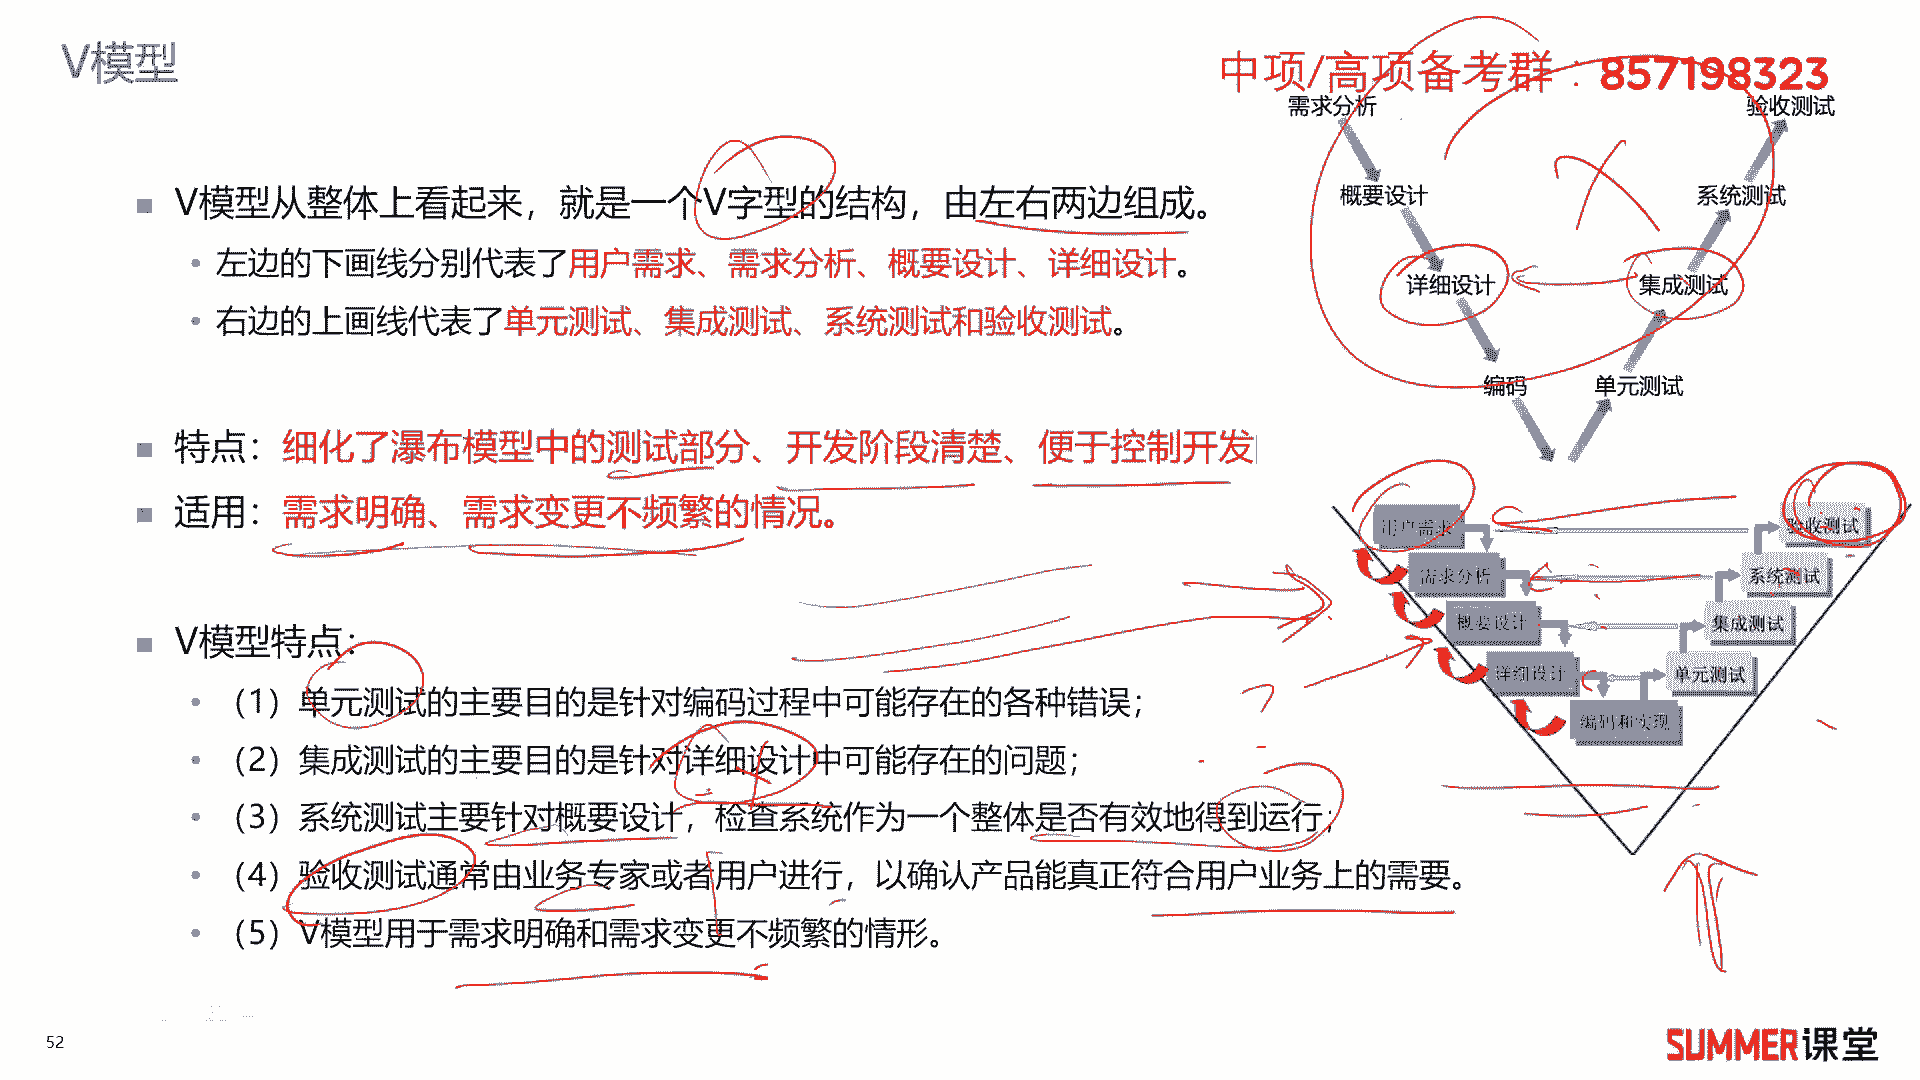 V模型
中项/高项备考群：857198323
V模型从整体上看起来，就是一个V字型的结构，由左右两边组成。
左边的下画线分别代表了用户需求、需求分析、概要设计、详细设计。
右边的上画线代表了单元测试、集成测试、系统测试和验收测试。
特点：细化了瀑布模型中的测试部分、开发阶段清楚、便于控制开发
适用：需求明确、需求变更不频繁的情况。
V模型特点：
（1）单元测试的主要目的是针对编码过程中可能存在的各种错误；
（2）集成测试的主要目的是针对详细设计中可能存在的问题；
（3）系统测试主要针对概要设计，检查系统作为一个整体是否有效地得到运行；
（4）验收测试通常由业务专家或者用户进行，以确认产品能真正符合用户业务上的需要。
（5）V模型用于需求明确和需求变更不频繁的情形。
需求分析
验收测试
概要设计
系统测试
详细设计
集成测试
编码
单元测试
用户需求
验收测试
需求分析
系统测试
概要设计
集成测试
详细设计
单元测试
编码和实现
52
SUMMER课堂